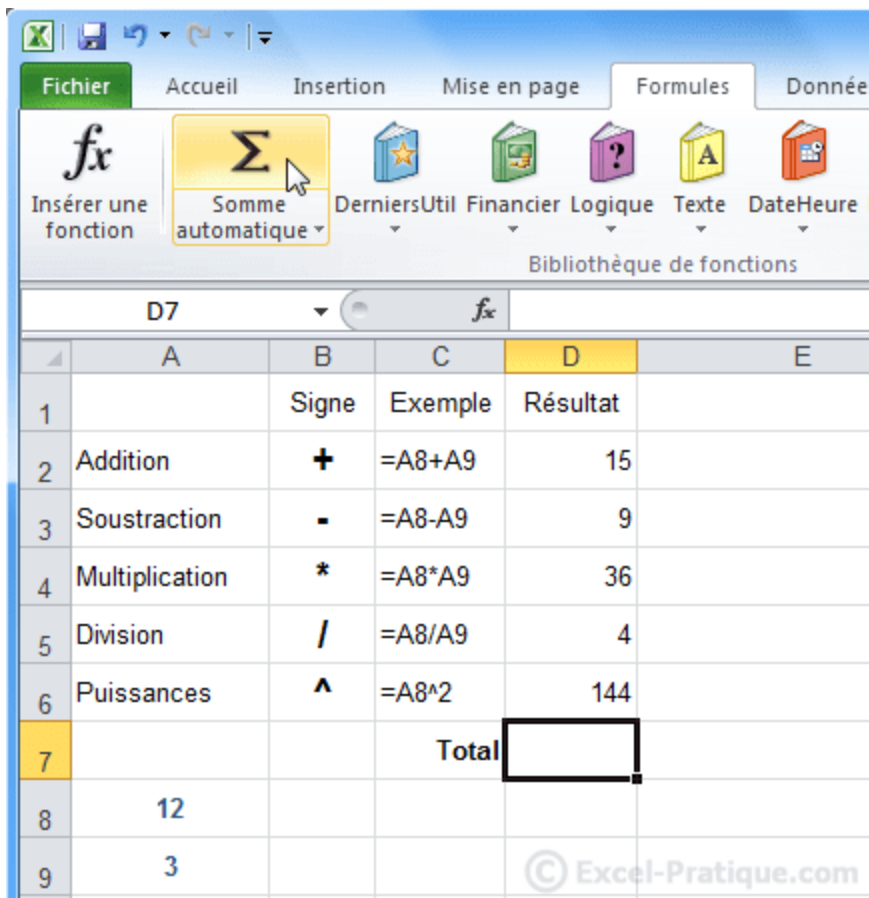 Fichier Accueil Insertion Mise en page Formules Donnée
fx Σ ? A
Insérer une fonction Somme automatique DerniersUtil Financier Logique Texte DateHeure
Bibliothèque de fonctions
D7 fx
A B C D E
1 Signe Exemple Résultat
2 Addition + =A8+A9 15
3 Soustraction - =A8-A9 9
4 Multiplication * =A8*A9 36
5 Division / =A8/A9 4
6 Puissances ^ =A8^2 144
7 Total
8 12
9 3
© Excel-Pratique.com